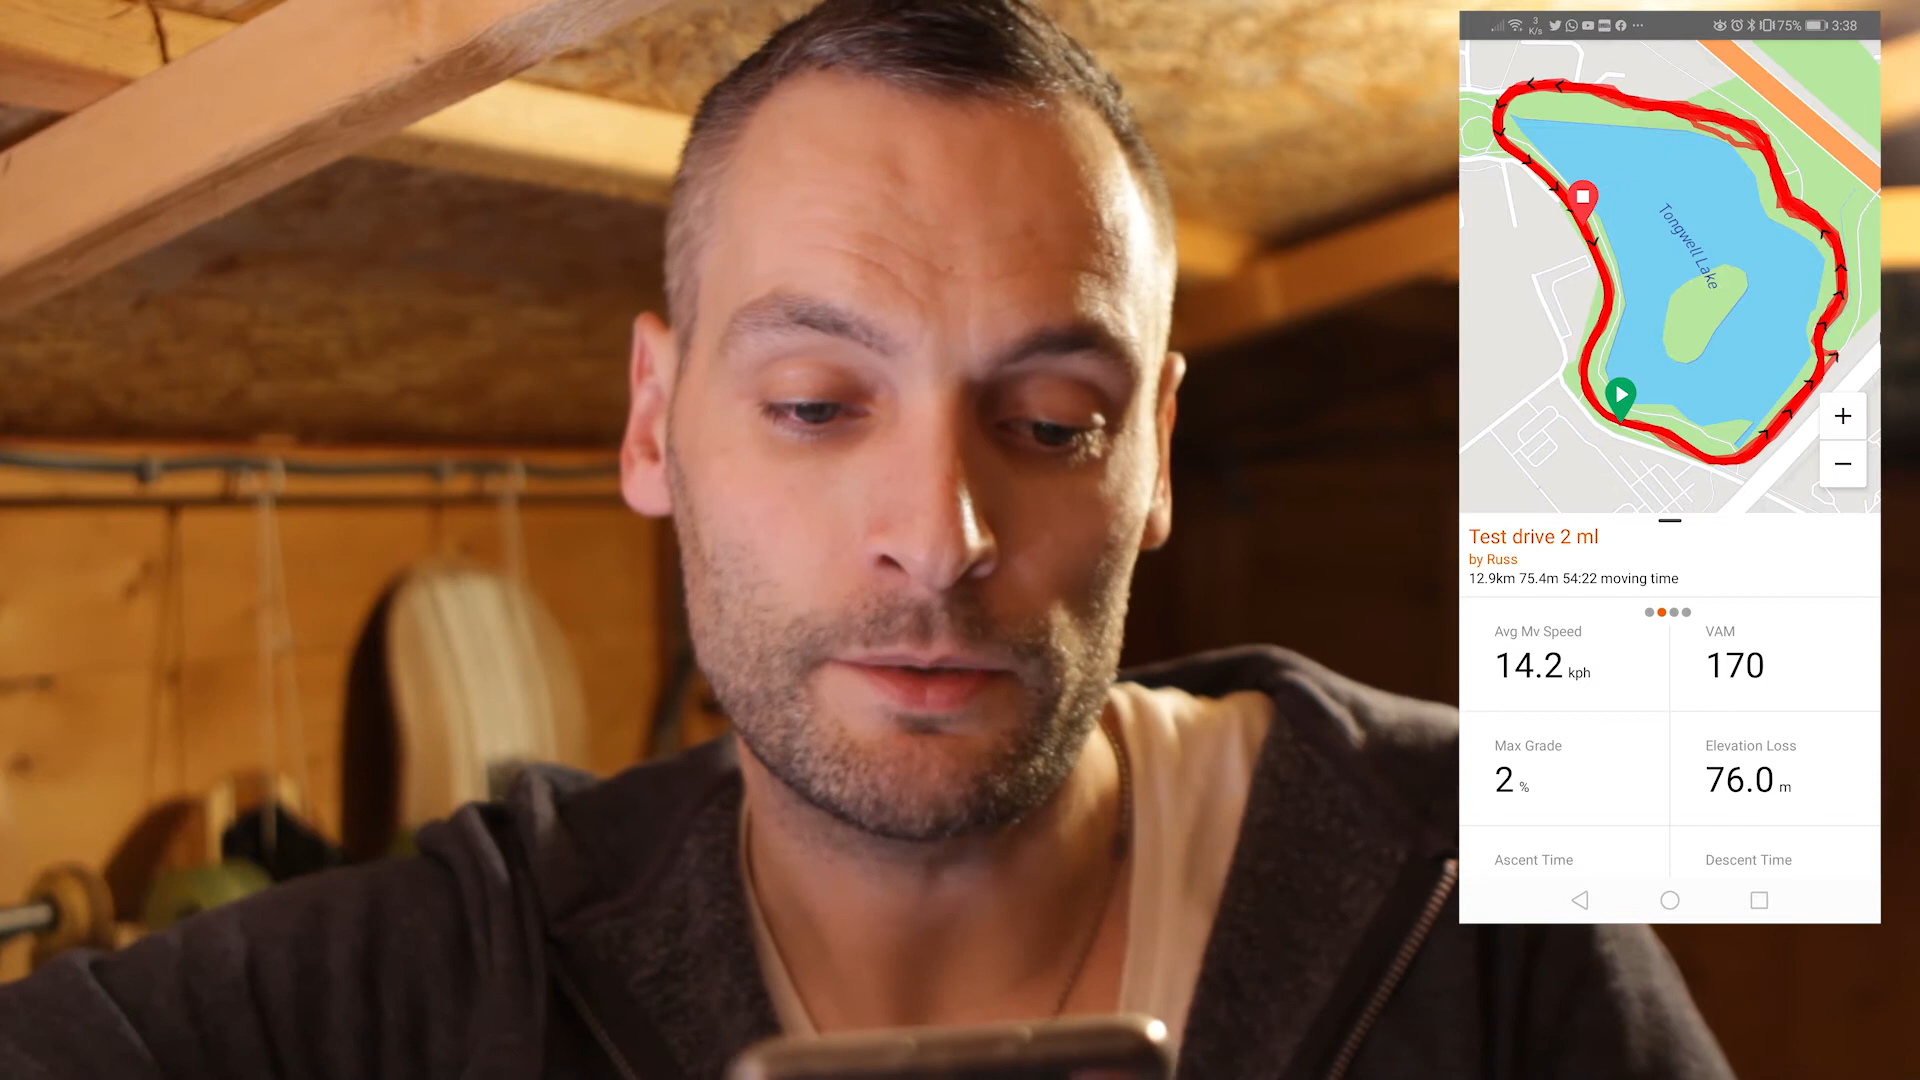 3 K/s 75% 3:38
Tongwell Lake
+
−
Test drive 2 ml
by Russ
12.9km 75.4m 54:22 moving time
Avg Mv Speed
14.2 kph
VAM
170
Max Grade
2 %
Elevation Loss
76.0 m
Ascent Time
Descent Time